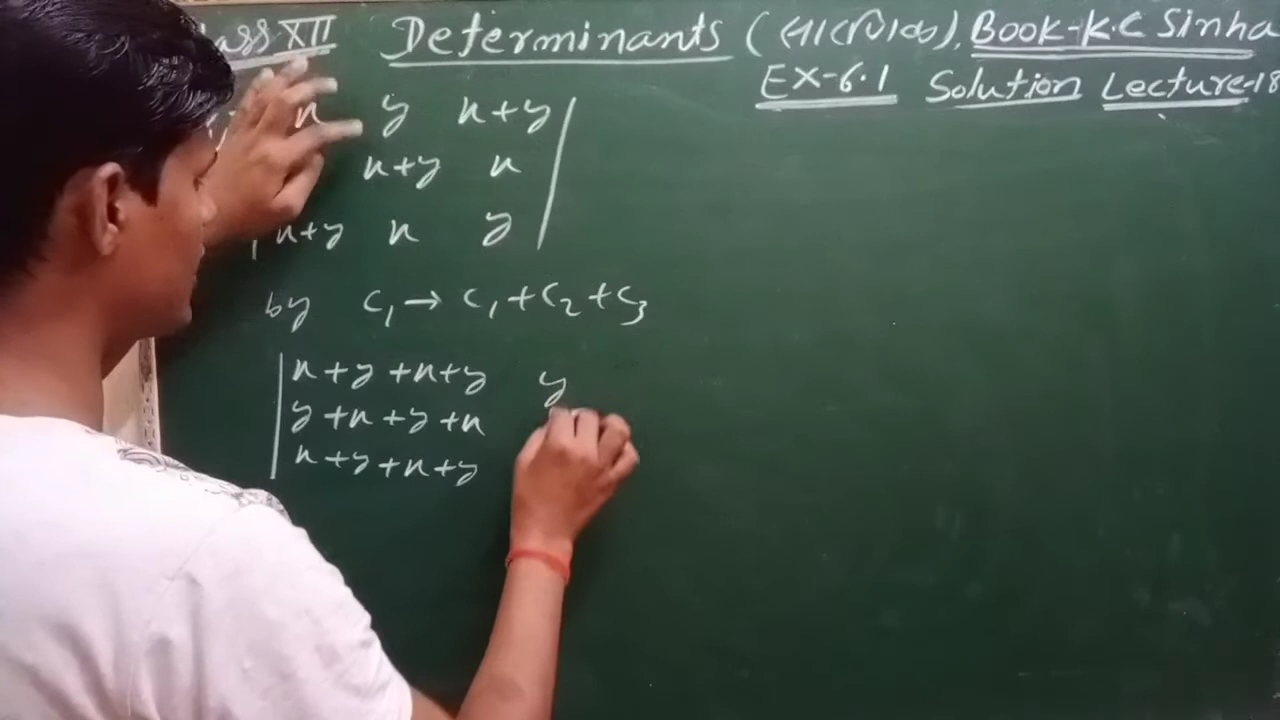 Class XII Determinants (सारणिक), Book-K.C Sinha
EX-6.1 Solution Lecture-18
x y x+y
x+y x
x+y x y
by C₁→C₁+C₂+C₃
x+y+x+y y
y+x+y+x
x+y+x+y